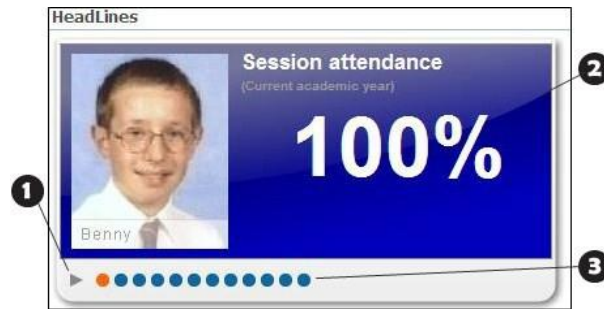 HeadLines
Session attendance
(Current academic year)
100%
Benny
1
2
3